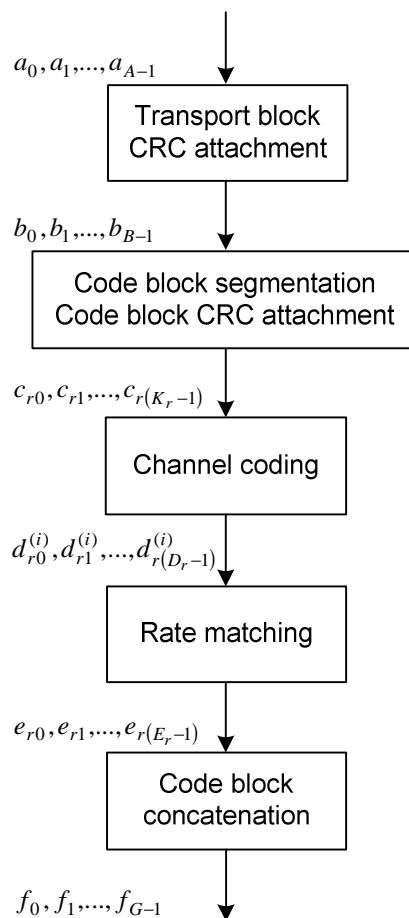 a_0, a_1,..., a_{A-1}
Transport block
CRC attachment
b_0, b_1,..., b_{B-1}
Code block segmentation
Code block CRC attachment
c_{r0}, c_{r1},..., c_{r(K_r-1)}
Channel coding
d_{r0}^{(i)}, d_{r1}^{(i)},..., d_{r(D_r-1)}^{(i)}
Rate matching
e_{r0}, e_{r1},..., e_{r(E_r-1)}
Code block
concatenation
f_0, f_1,..., f_{G-1}